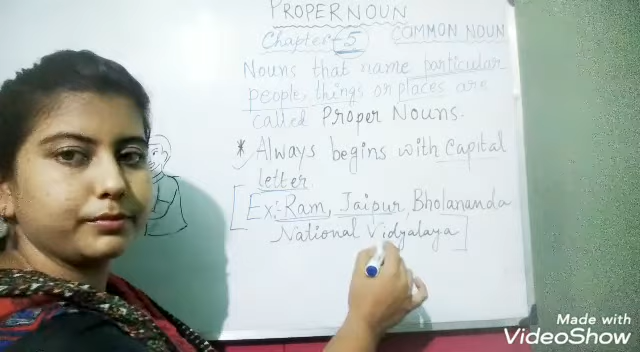 PROPER NOUN
Chapter-5 COMMON NOUN
Nouns that name particular
people, things or places are
called Proper Nouns.
* Always begins with capital
letter.
[Ex:- Ram, Jaipur, Bholananda
National Vidyalaya]
Made with
VideoShow